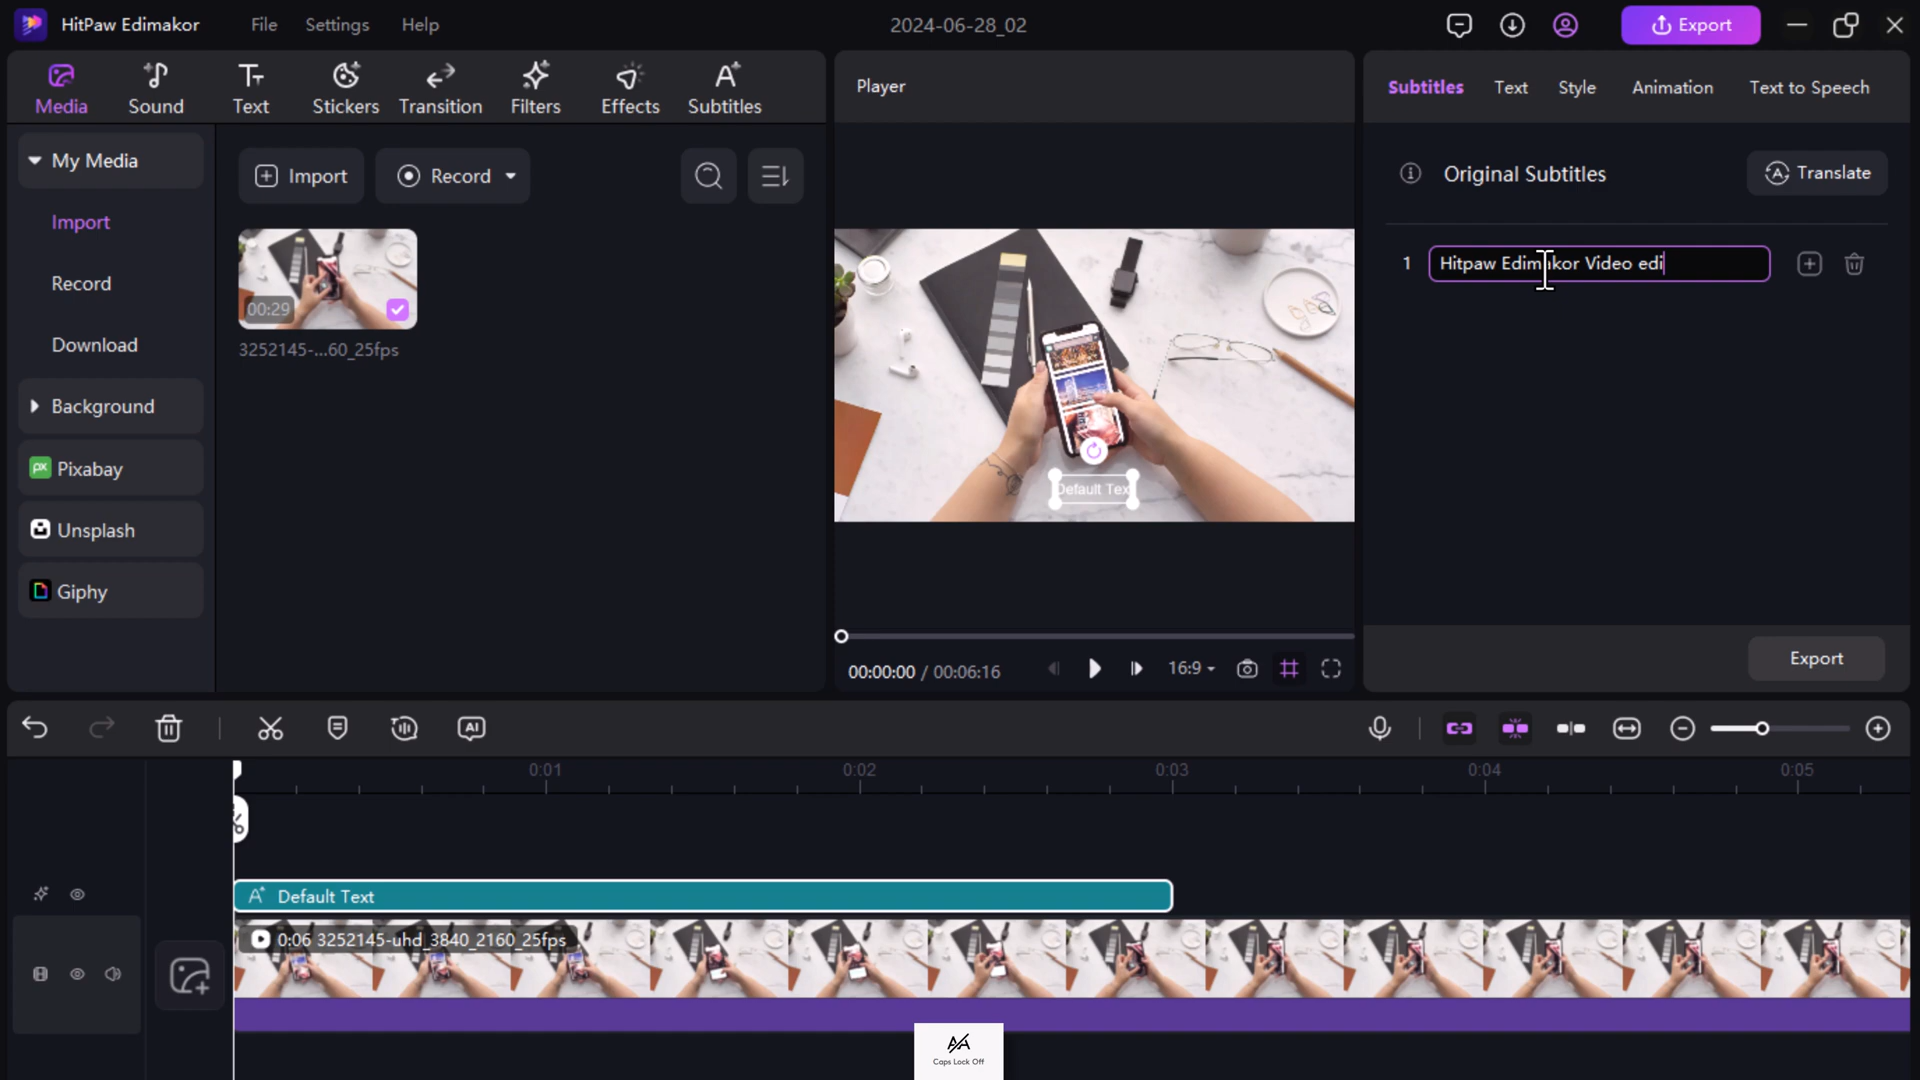 HitPaw Edimakor
File
Settings
Help
2024-06-28_02
Export
Media
Sound
Text
Stickers
Transition
Filters
Effects
Subtitles
My Media
Import
Record
Download
Background
Pixabay
Unsplash
Giphy
Import
Record
00:29
3252145-...60_25fps
Player
Default Tex
00:00:00 / 00:06:16
16:9
Subtitles
Text
Style
Animation
Text to Speech
Original Subtitles
Translate
1
Hitpaw Edimakor Video edi
Export
AI
0:01
0:02
0:03
0:04
0:05
Default Text
0:06 3252145-uhd_3840_2160_25fps
Caps Lock Off